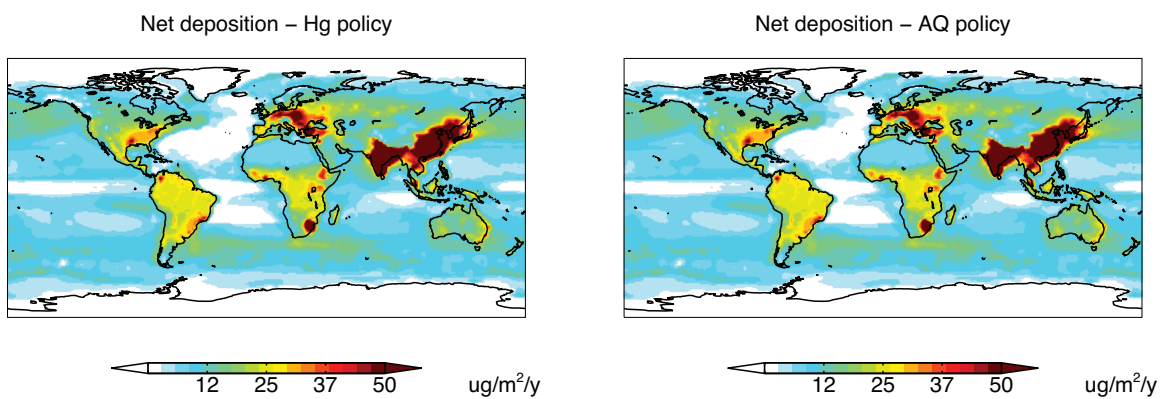 Net deposition – Hg policy
Net deposition – AQ policy
12 25 37 50 ug/m²/y
12 25 37 50 ug/m²/y